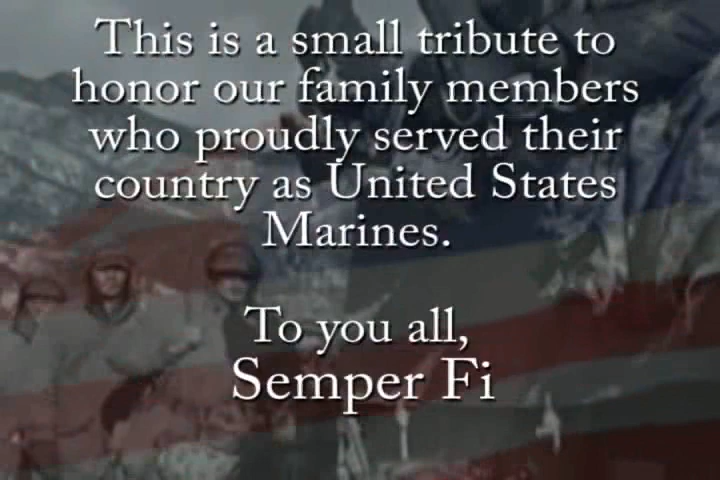 This is a small tribute to
honor our family members
who proudly served their
country as United States
Marines.
To you all,
Semper Fi